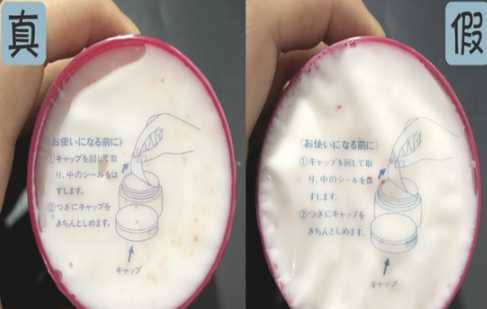 真
〈お使いになる前に〉
①キャップを回して取
り、中のシールをは
ずします。
②つぎにキャップを
きちんとしめます。
キャップ
假
〈お使いになる前に〉
①キャップを回して取
り、中のシールをは
ずします。
②つぎにキャップを
きちんとしめます。
キャップ